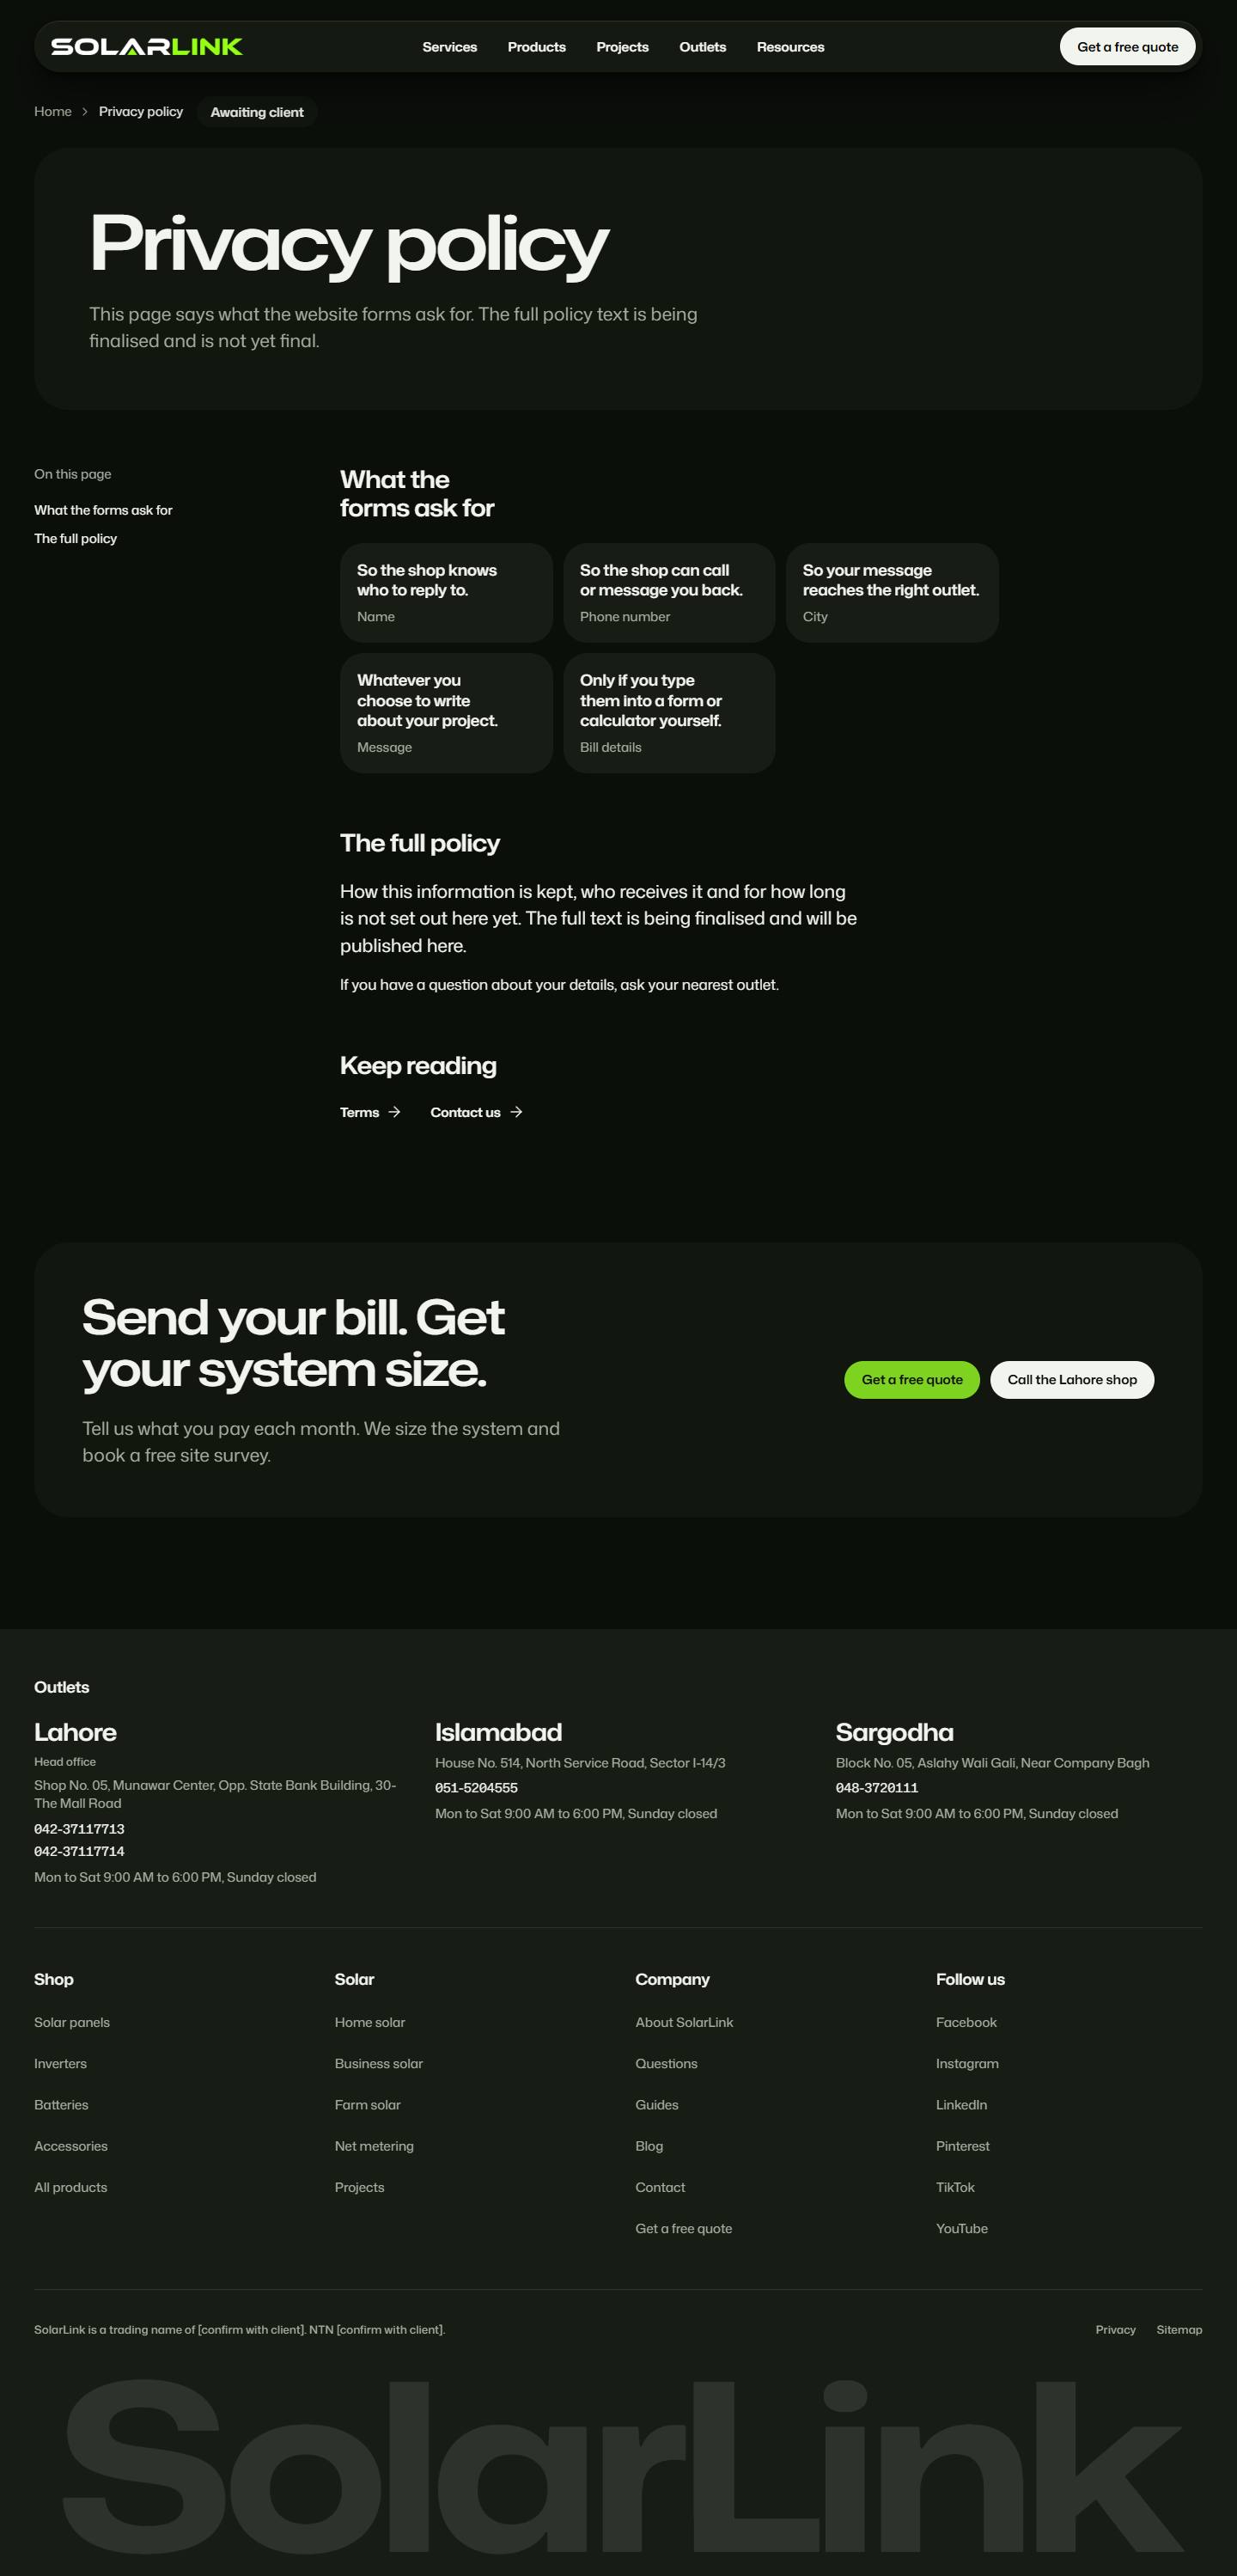 SOLARLINK
Services
Products
Projects
Outlets
Resources
Get a free quote
Home
Privacy policy
Awaiting client
Privacy policy
This page says what the website forms ask for. The full policy text is being
finalised and is not yet final.
On this page
What the forms ask for
The full policy
What the
forms ask for
So the shop knows
who to reply to.
Name
So the shop can call
or message you back.
Phone number
So your message
reaches the right outlet.
City
Whatever you
choose to write
about your project.
Message
Only if you type
them into a form or
calculator yourself.
Bill details
The full policy
How this information is kept, who receives it and for how long
is not set out here yet. The full text is being finalised and will be
published here.
If you have a question about your details, ask your nearest outlet.
Keep reading
Terms
Contact us
Send your bill. Get
your system size.
Tell us what you pay each month. We size the system and
book a free site survey.
Get a free quote
Call the Lahore shop
Outlets
Lahore
Head office
Shop No. 05, Munawar Center, Opp. State Bank Building, 30-
The Mall Road
042-37117713
042-37117714
Mon to Sat 9:00 AM to 6:00 PM, Sunday closed
Islamabad
House No. 514, North Service Road, Sector I-14/3
051-5204555
Mon to Sat 9:00 AM to 6:00 PM, Sunday closed
Sargodha
Block No. 05, Aslahy Wali Gali, Near Company Bagh
048-3720111
Mon to Sat 9:00 AM to 6:00 PM, Sunday closed
Shop
Solar panels
Inverters
Batteries
Accessories
All products
Solar
Home solar
Business solar
Farm solar
Net metering
Projects
Company
About SolarLink
Questions
Guides
Blog
Contact
Get a free quote
Follow us
Facebook
Instagram
LinkedIn
Pinterest
TikTok
YouTube
SolarLink is a trading name of [confirm with client]. NTN [confirm with client].
Privacy
Sitemap
SolarLink